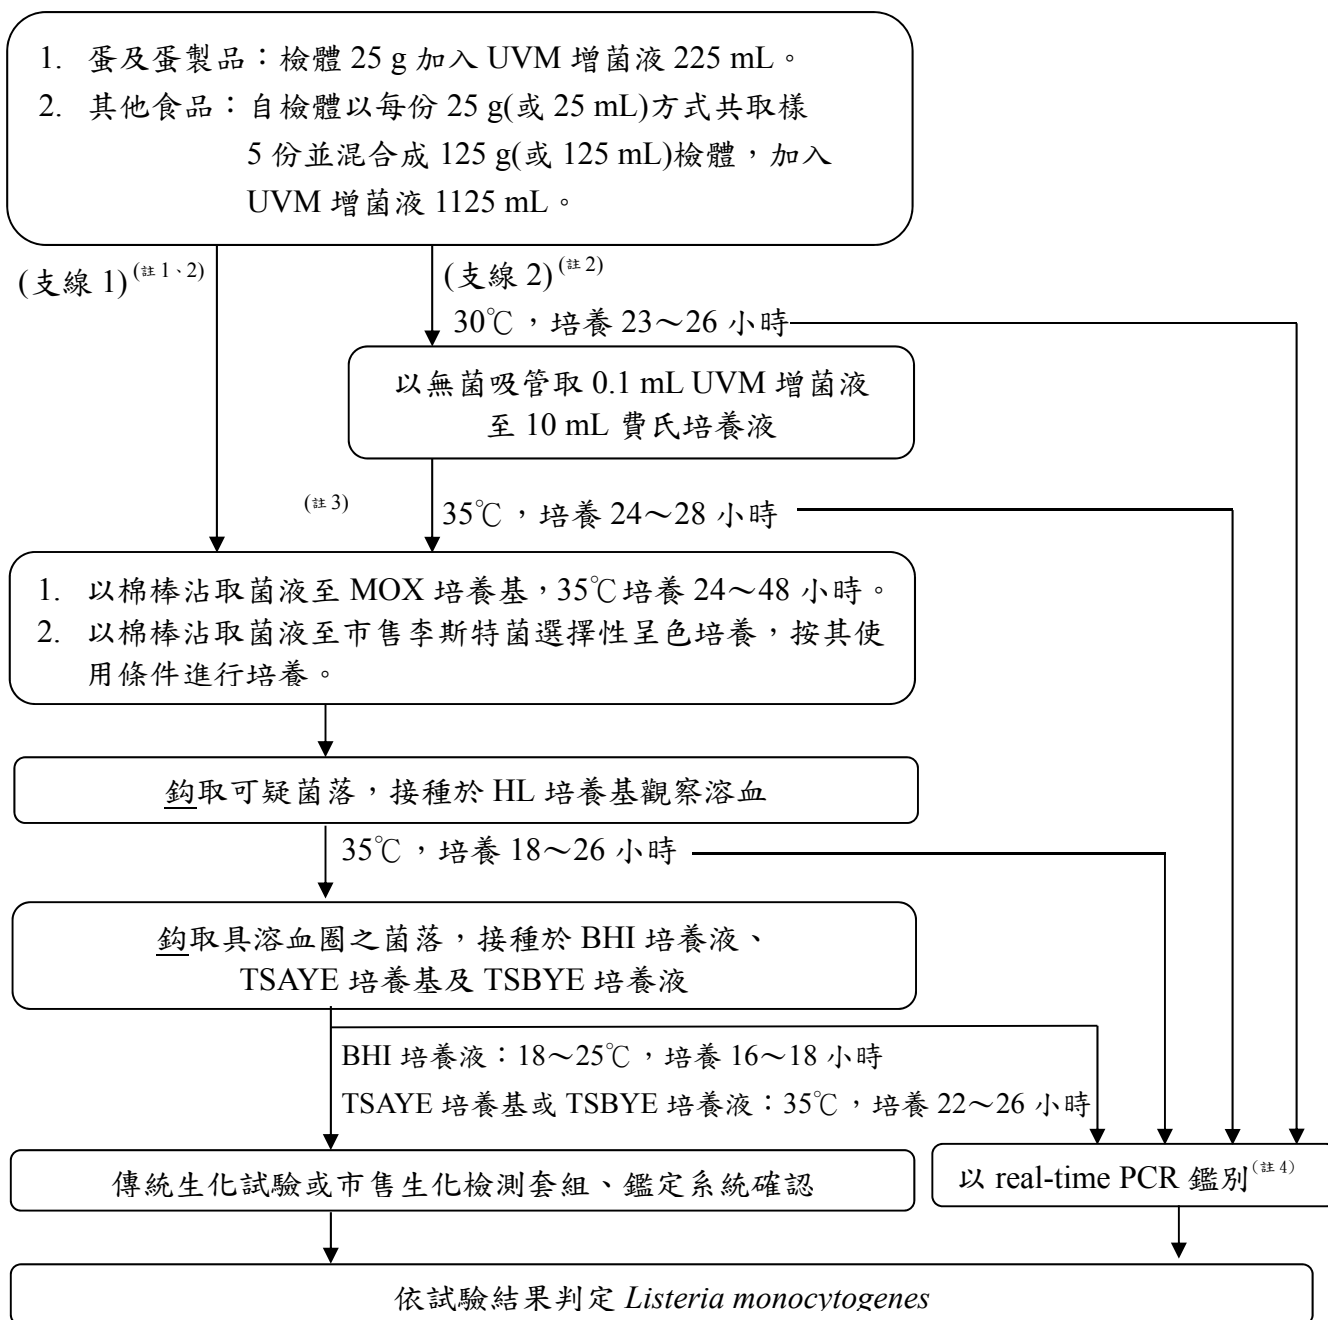 1. 蛋及蛋製品：檢體 25 g 加入 UVM 增菌液 225 mL。
2. 其他食品：自檢體以每份 25 g(或 25 mL)方式共取樣
5 份並混合成 125 g(或 125 mL)檢體，加入
UVM 增菌液 1125 mL。
(支線 1)(註 1、2)
(支線 2)(註 2)
30℃，培養 23～26 小時
以無菌吸管取 0.1 mL UVM 增菌液
至 10 mL 費氏培養液
(註 3)
35℃，培養 24～28 小時
1. 以棉棒沾取菌液至 MOX 培養基，35℃培養 24～48 小時。
2. 以棉棒沾取菌液至市售李斯特菌選擇性呈色培養，按其使
用條件進行培養。
鈎取可疑菌落，接種於 HL 培養基觀察溶血
35℃，培養 18～26 小時
鈎取具溶血圈之菌落，接種於 BHI 培養液、
TSAYE 培養基及 TSBYE 培養液
BHI 培養液：18～25℃，培養 16～18 小時
TSAYE 培養基或 TSBYE 培養液：35℃，培養 22～26 小時
傳統生化試驗或市售生化檢測套組、鑑定系統確認
以 real-time PCR 鑑別(註 4)
依試驗結果判定 Listeria monocytogenes